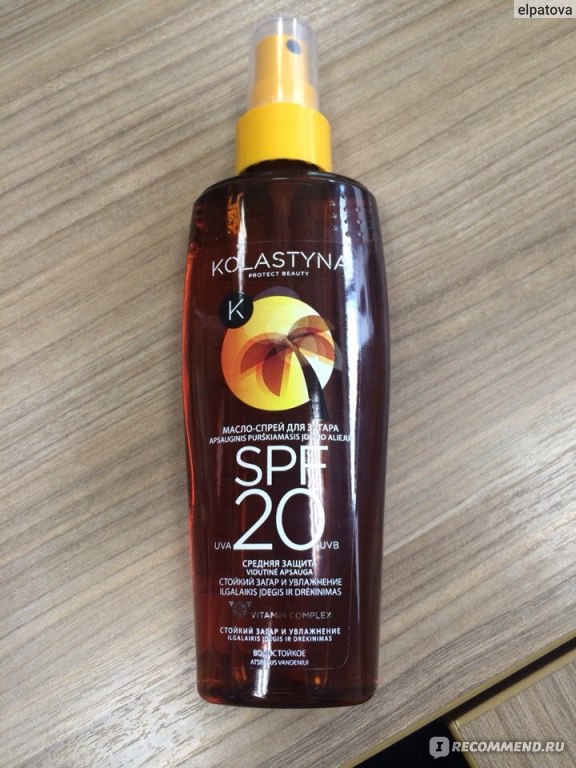 elpatova
KOLASTYNA
PROTECT BEAUTY
K
МАСЛО-СПРЕЙ ДЛЯ ЗАГАРА
APSAUGINIS PURŠKIAMASIS ĮDEGIO ALIEJUS
SPF
20
UVA UVB
СРЕДНЯЯ ЗАЩИТА
VIDUTINĖ APSAUGA
СТОЙКИЙ ЗАГАР И УВЛАЖНЕНИЕ
ILGALAIKIS ĮDEGIS IR DRĖKINIMAS
VITAMIN COMPLEX
СТОЙКИЙ ЗАГАР И УВЛАЖНЕНИЕ
ILGALAIKIS ĮDEGIS IR DRĖKINIMAS
ВОДОСТОЙКОЕ
ATSPARUS VANDENIUI
IRECOMMEND.RU